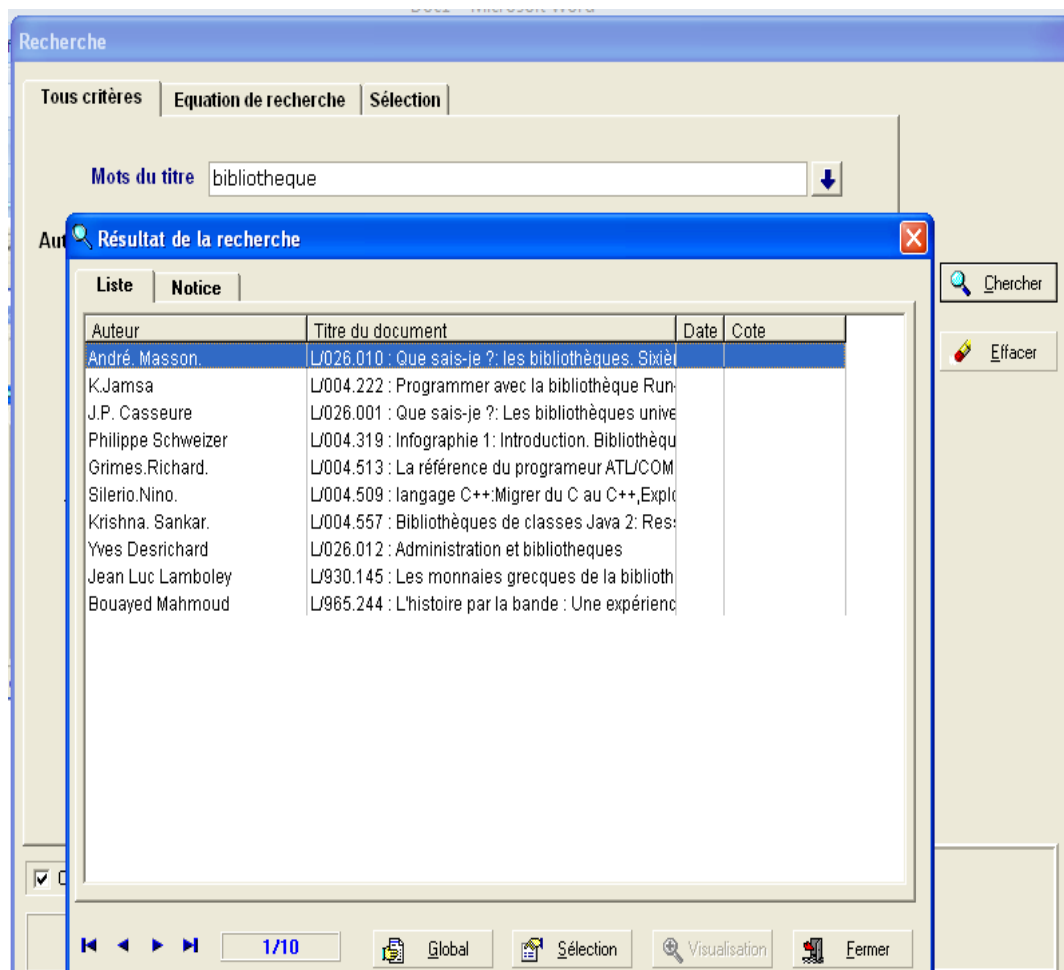 Recherche
Tous critères Equation de recherche Sélection
Mots du titre bibliotheque
Aut
Résultat de la recherche
Liste Notice
Chercher
Effacer
Auteur Titre du document Date Cote
André. Masson. L/026.010 : Que sais-je ?: les bibliothèques. Sixiè
K.Jamsa L/004.222 : Programmer avec la bibliothèque Run-
J.P. Casseure L/026.001 : Que sais-je ?: Les bibliothèques unive
Philippe Schweizer L/004.319 : Infographie 1: Introduction. Bibliothèqu
Grimes.Richard. L/004.513 : La référence du programeur ATL/COM
Silerio.Nino. L/004.509 : langage C++:Migrer du C au C++,Explo
Krishna. Sankar. L/004.557 : Bibliothèques de classes Java 2: Res
Yves Desrichard L/026.012 : Administration et bibliotheques
Jean Luc Lamboley L/930.145 : Les monnaies grecques de la biblioth
Bouayed Mahmoud L/965.244 : L'histoire par la bande : Une expérienc
1/10 Global Sélection Visualisation Fermer